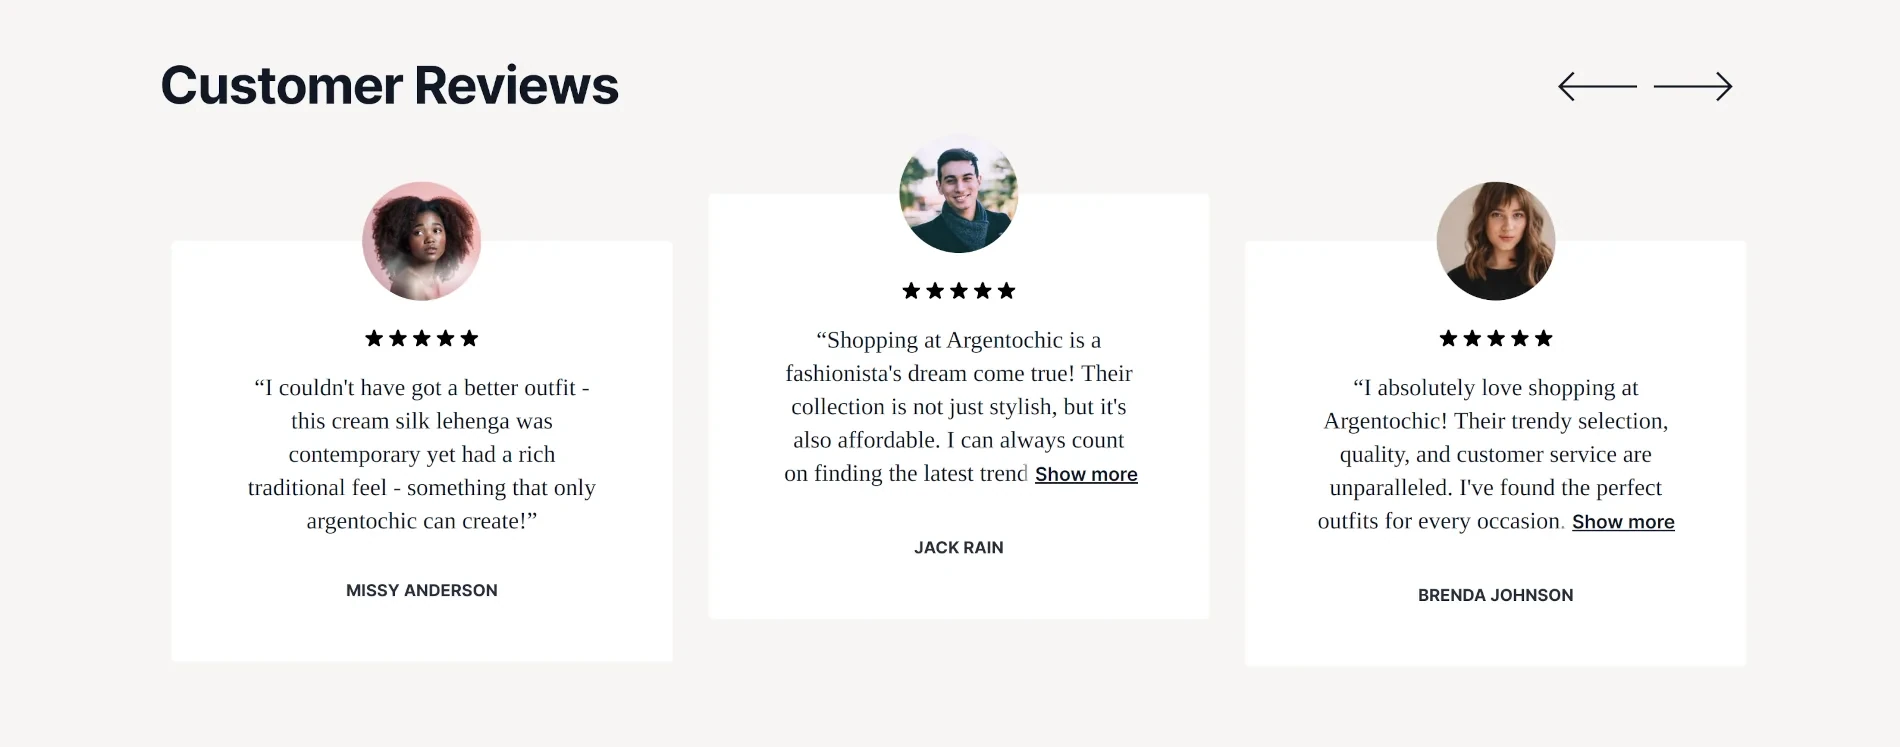 Customer Reviews
“I couldn't have got a better outfit -
this cream silk lehenga was
contemporary yet had a rich
traditional feel - something that only
argentochic can create!”
MISSY ANDERSON
“Shopping at Argentochic is a
fashionista's dream come true! Their
collection is not just stylish, but it's
also affordable. I can always count
on finding the latest trend Show more
JACK RAIN
“I absolutely love shopping at
Argentochic! Their trendy selection,
quality, and customer service are
unparalleled. I've found the perfect
outfits for every occasion. Show more
BRENDA JOHNSON